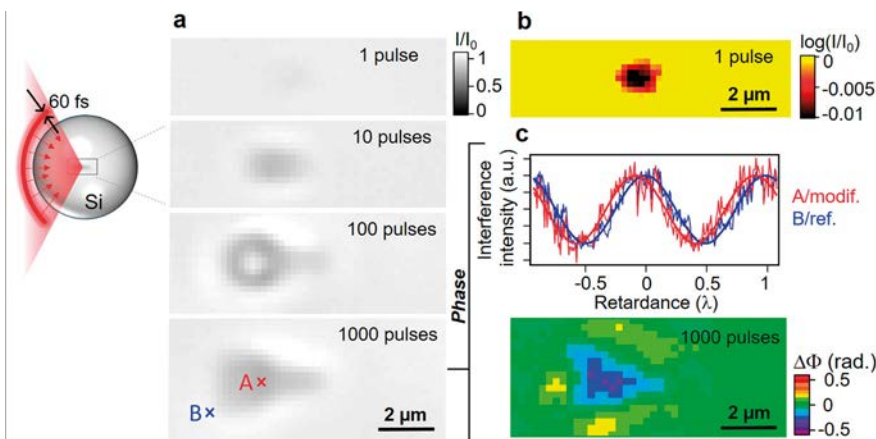 60 fs
Si
a
I/I₀
1
0.5
0
1 pulse
10 pulses
100 pulses
1000 pulses
A×
B×
2 µm
Phase
b
log(I/I₀)
1 pulse
0
-0.005
-0.01
2 µm
c
Interference
intensity (a.u.)
A/modif.
B/ref.
-0.5
0
0.5
1
Retardance (λ)
1000 pulses
ΔΦ (rad.)
0.5
0
-0.5
2 µm